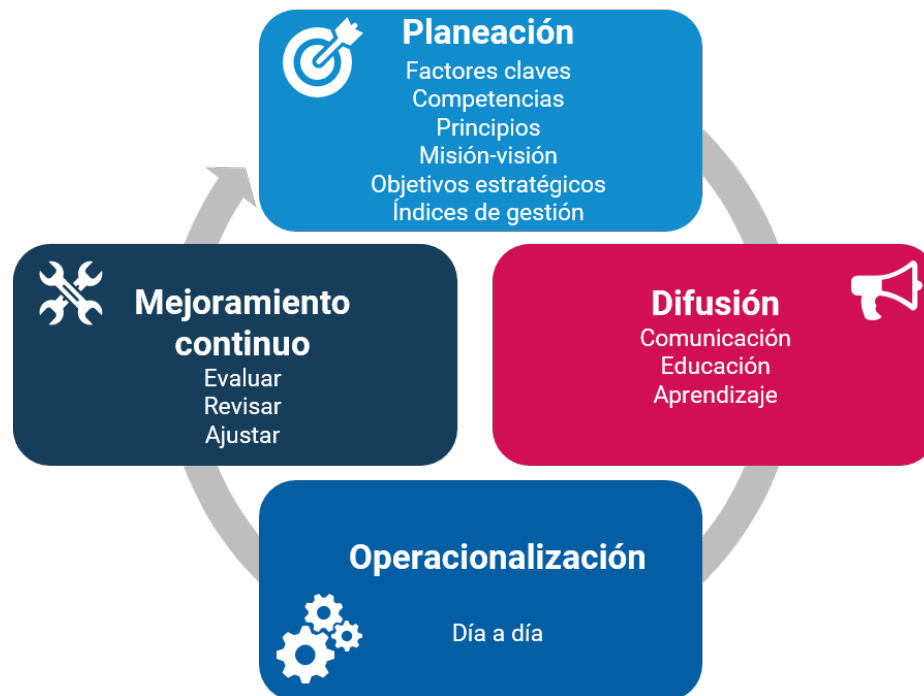 Planeación
Factores claves
Competencias
Principios
Misión-visión
Objetivos estratégicos
Índices de gestión
Mejoramiento
continuo
Evaluar
Revisar
Ajustar
Difusión
Comunicación
Educación
Aprendizaje
Operacionalización
Día a día